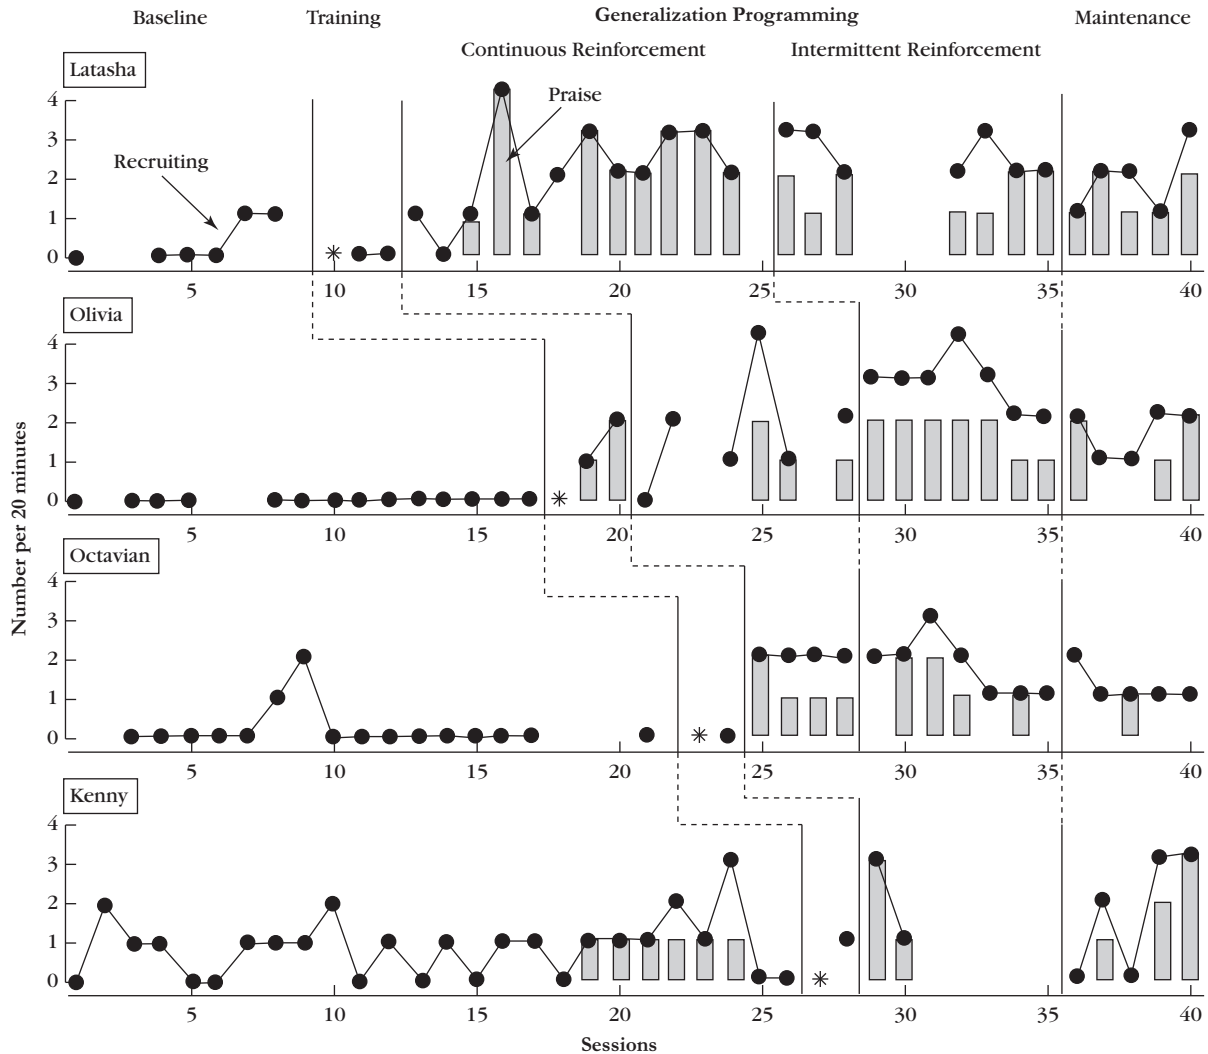 Baseline Training Generalization Programming Maintenance
Continuous Reinforcement Intermittent Reinforcement
Latasha
Praise
Recruiting
4
3
2
1
0
*
5 10 15 20 25 30 35 40
Olivia
4
3
2
1
0
*
5 10 15 20 25 30 35 40
Octavian
4
3
2
1
0
*
5 10 15 20 25 30 35 40
Kenny
4
3
2
1
0
*
5 10 15 20 25 30 35 40
Number per 20 minutes
Sessions